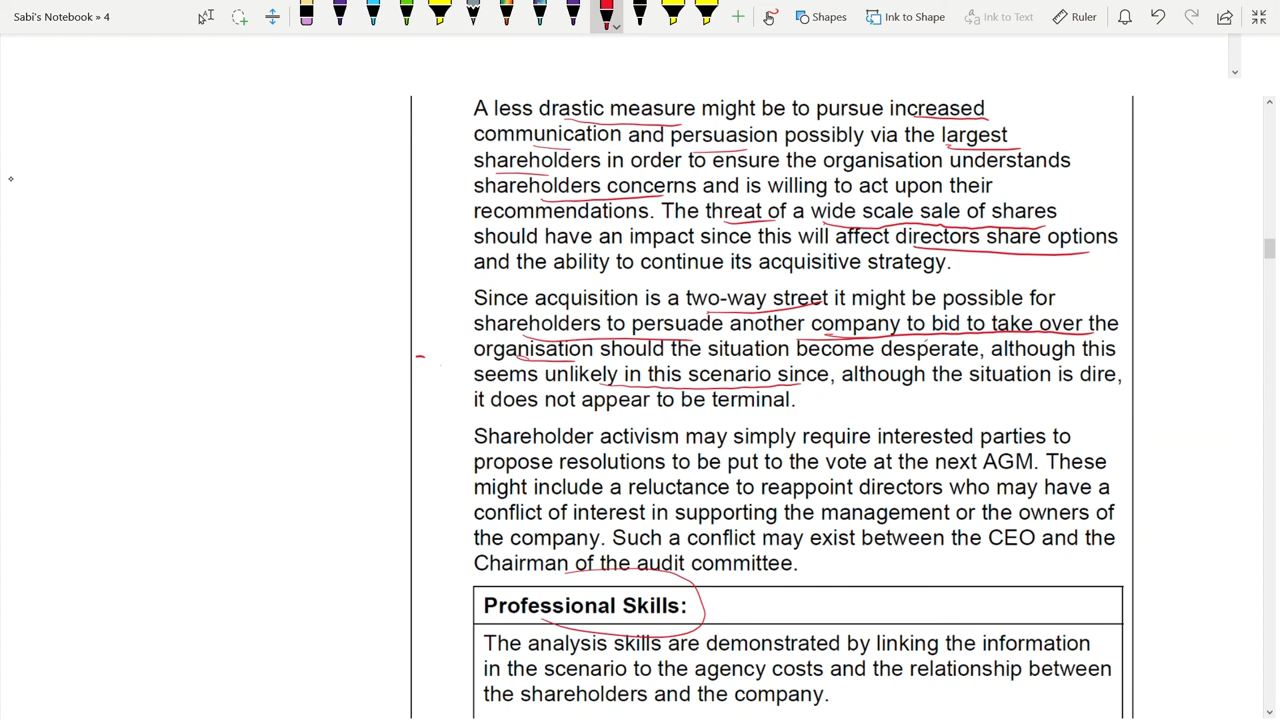 Sabi's Notebook » 4
Shapes
Ink to Shape
Ink to Text
Ruler
A less drastic measure might be to pursue increased
communication and persuasion possibly via the largest
shareholders in order to ensure the organisation understands
shareholders concerns and is willing to act upon their
recommendations. The threat of a wide scale sale of shares
should have an impact since this will affect directors share options
and the ability to continue its acquisitive strategy.
Since acquisition is a two-way street it might be possible for
shareholders to persuade another company to bid to take over the
organisation should the situation become desperate, although this
seems unlikely in this scenario since, although the situation is dire,
it does not appear to be terminal.
Shareholder activism may simply require interested parties to
propose resolutions to be put to the vote at the next AGM. These
might include a reluctance to reappoint directors who may have a
conflict of interest in supporting the management or the owners of
the company. Such a conflict may exist between the CEO and the
Chairman of the audit committee.
Professional Skills:
The analysis skills are demonstrated by linking the information
in the scenario to the agency costs and the relationship between
the shareholders and the company.